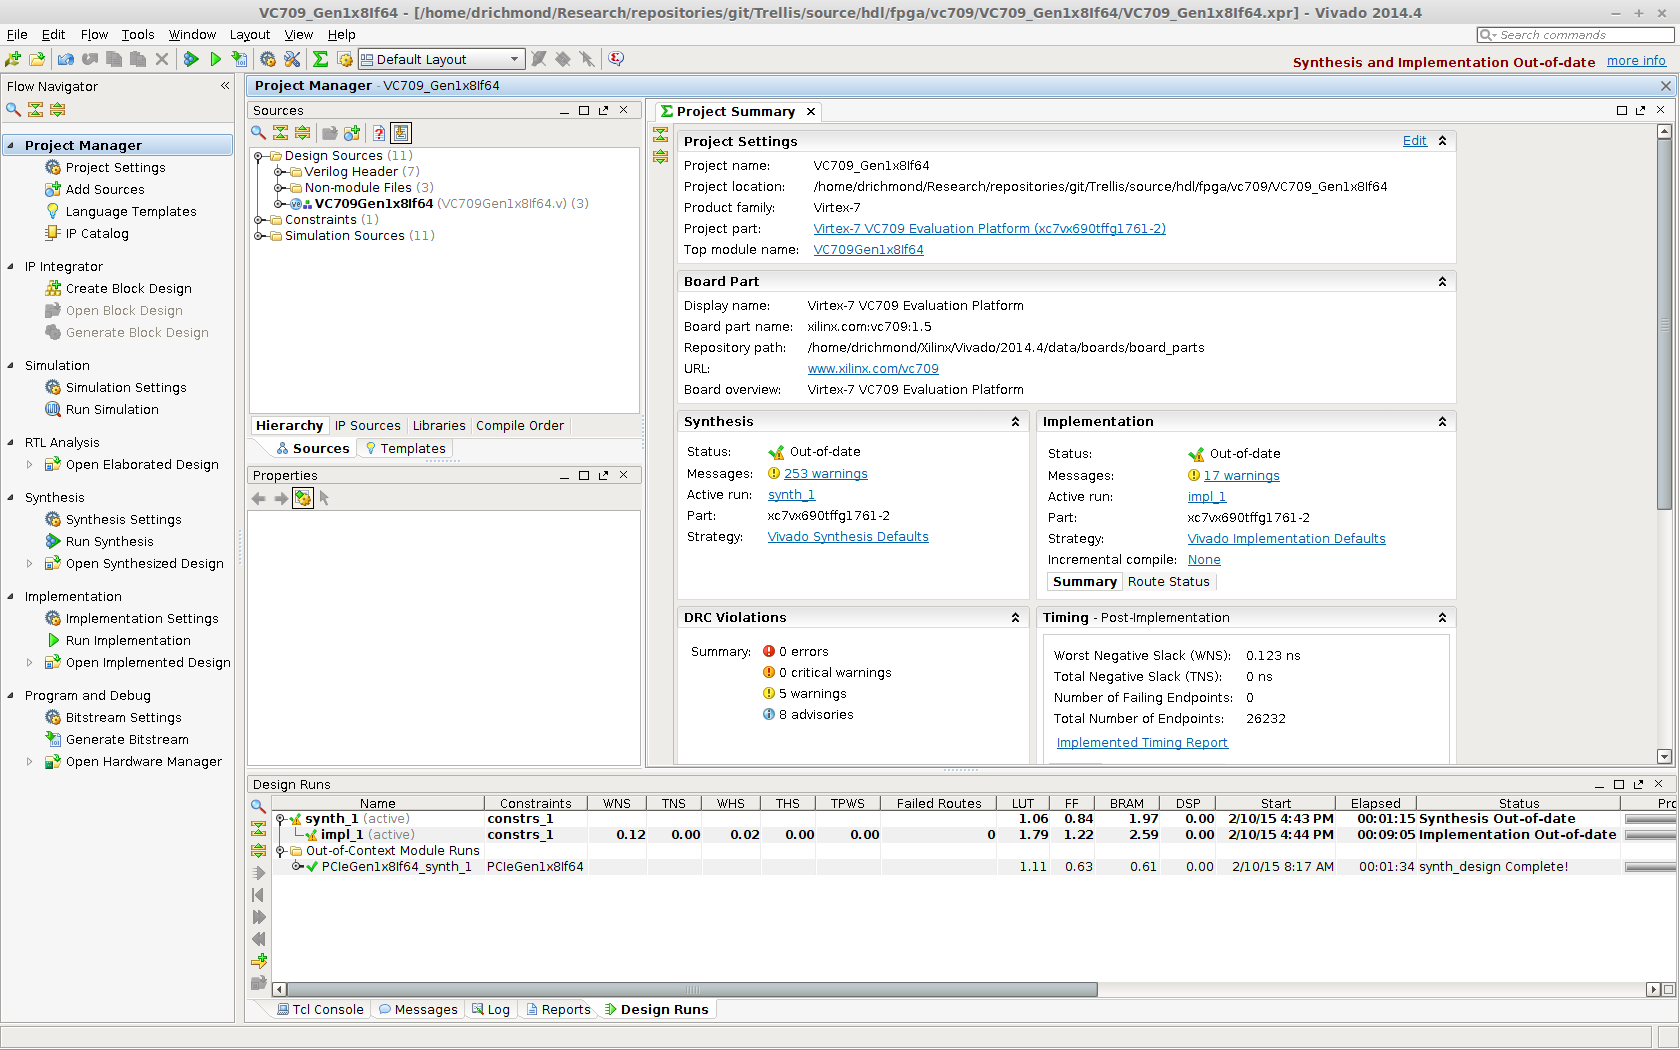 VC709_Gen1x8If64 - [/home/drichmond/Research/repositories/git/Trellis/source/hdl/fpga/vc709/VC709_Gen1x8If64/VC709_Gen1x8If64.xpr] - Vivado 2014.4
File Edit Flow Tools Window Layout View Help
Search commands
Default Layout
Synthesis and Implementation Out-of-date more info
Flow Navigator
Project Manager
Project Settings
Add Sources
Language Templates
IP Catalog
IP Integrator
Create Block Design
Open Block Design
Generate Block Design
Simulation
Simulation Settings
Run Simulation
RTL Analysis
Open Elaborated Design
Synthesis
Synthesis Settings
Run Synthesis
Open Synthesized Design
Implementation
Implementation Settings
Run Implementation
Open Implemented Design
Program and Debug
Bitstream Settings
Generate Bitstream
Open Hardware Manager
Project Manager - VC709_Gen1x8If64
Sources
Design Sources (11)
Verilog Header (7)
Non-module Files (3)
VC709Gen1x8If64 (VC709Gen1x8If64.v) (3)
Constraints (1)
Simulation Sources (11)
Hierarchy IP Sources Libraries Compile Order
Sources Templates
Properties
Project Summary
Project Settings Edit
Project name: VC709_Gen1x8If64
Project location: /home/drichmond/Research/repositories/git/Trellis/source/hdl/fpga/vc709/VC709_Gen1x8If64
Product family: Virtex-7
Project part: Virtex-7 VC709 Evaluation Platform (xc7vx690tffg1761-2)
Top module name: VC709Gen1x8If64
Board Part
Display name: Virtex-7 VC709 Evaluation Platform
Board part name: xilinx.com:vc709:1.5
Repository path: /home/drichmond/Xilinx/Vivado/2014.4/data/boards/board_parts
URL: www.xilinx.com/vc709
Board overview: Virtex-7 VC709 Evaluation Platform
Synthesis
Status: Out-of-date
Messages: 253 warnings
Active run: synth_1
Part: xc7vx690tffg1761-2
Strategy: Vivado Synthesis Defaults
Implementation
Status: Out-of-date
Messages: 17 warnings
Active run: impl_1
Part: xc7vx690tffg1761-2
Strategy: Vivado Implementation Defaults
Incremental compile: None
Summary Route Status
DRC Violations
Summary: 0 errors
0 critical warnings
5 warnings
8 advisories
Timing - Post-Implementation
Worst Negative Slack (WNS): 0.123 ns
Total Negative Slack (TNS): 0 ns
Number of Failing Endpoints: 0
Total Number of Endpoints: 26232
Implemented Timing Report
Design Runs
Name Constraints WNS TNS WHS THS TPWS Failed Routes LUT FF BRAM DSP Start Elapsed Status Pro
synth_1 (active) constrs_1 1.06 0.84 1.97 0.00 2/10/15 4:43 PM 00:01:15 Synthesis Out-of-date
impl_1 (active) constrs_1 0.12 0.00 0.02 0.00 0.00 0 1.79 1.22 2.59 0.00 2/10/15 4:44 PM 00:09:05 Implementation Out-of-date
Out-of-Context Module Runs
PCIeGen1x8If64_synth_1 PCIeGen1x8If64 1.11 0.63 0.61 0.00 2/10/15 8:17 AM 00:01:34 synth_design Complete!
Tcl Console Messages Log Reports Design Runs